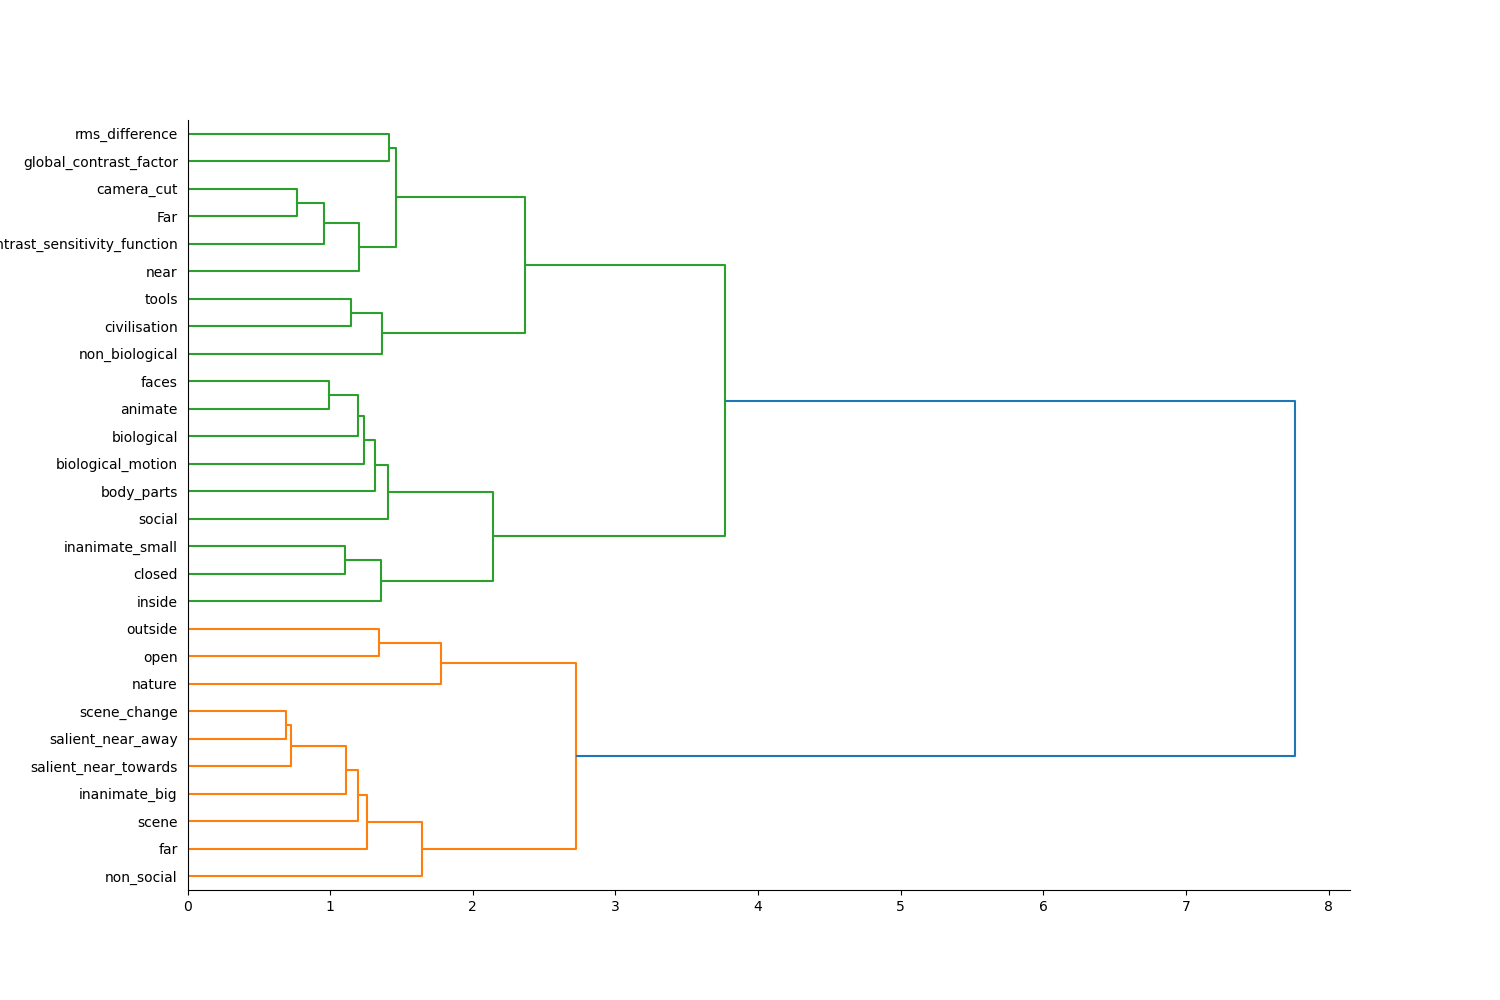 rms_difference
global_contrast_factor
camera_cut
Far
ntrast_sensitivity_function
near
tools
civilisation
non_biological
faces
animate
biological
biological_motion
body_parts
social
inanimate_small
closed
inside
outside
open
nature
scene_change
salient_near_away
salient_near_towards
inanimate_big
scene
far
non_social
0 1 2 3 4 5 6 7 8